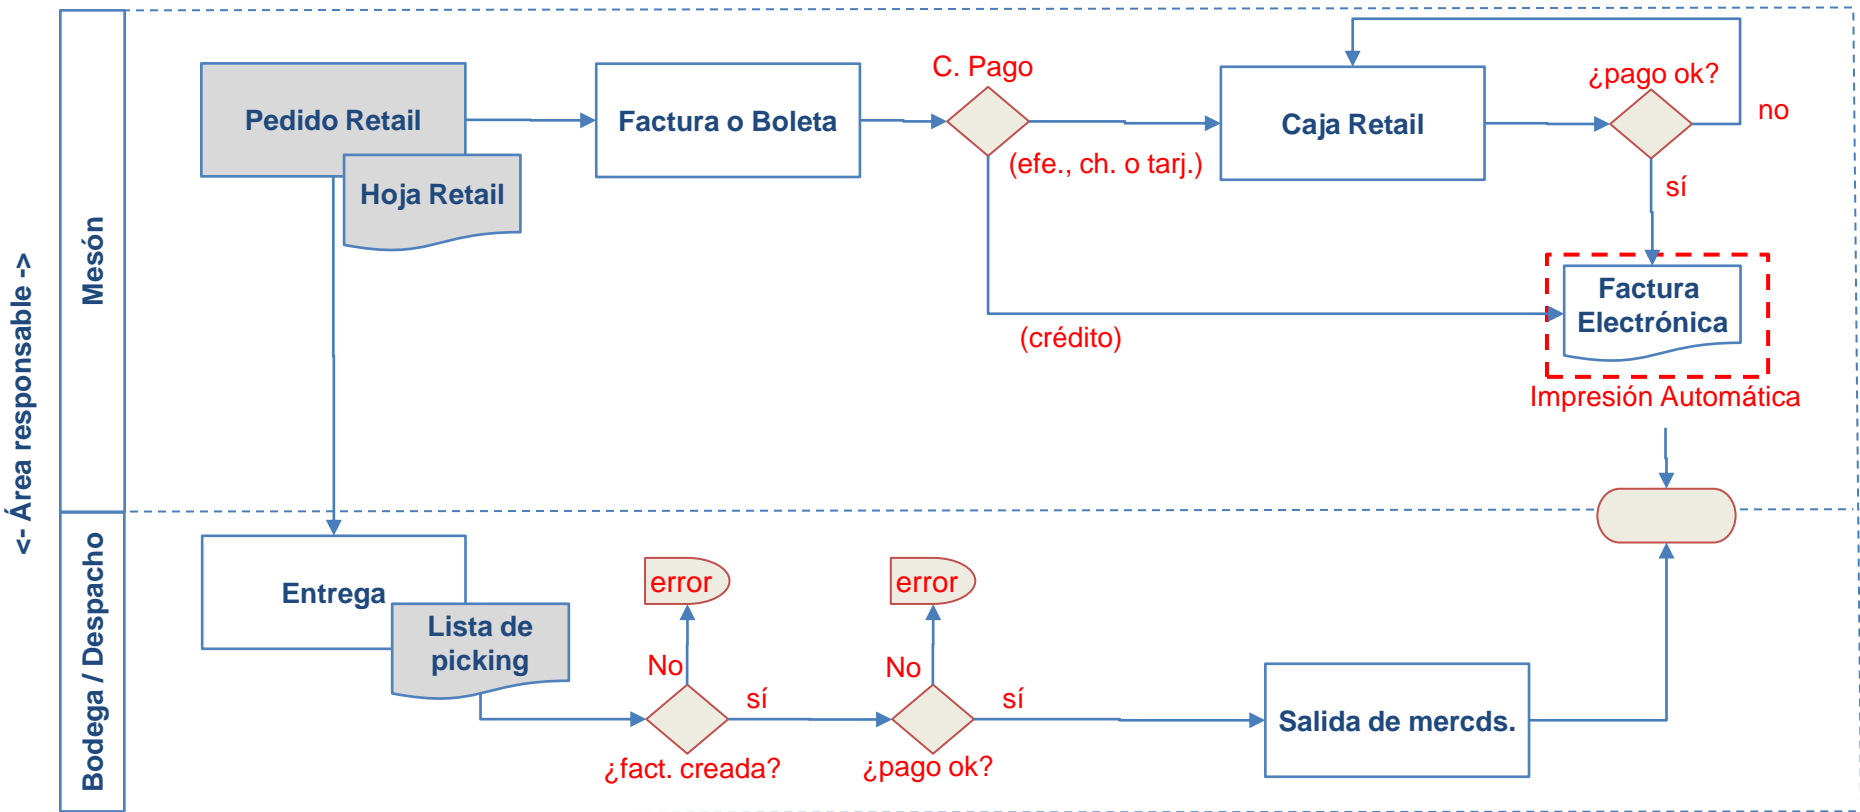 <- Área responsable ->
Mesón
Pedido Retail
Hoja Retail
Factura o Boleta
C. Pago
(efe., ch. o tarj.)
(crédito)
Caja Retail
¿pago ok?
no
sí
Factura
Electrónica
Impresión Automática
Bodega / Despacho
Entrega
Lista de
picking
error
No
sí
¿fact. creada?
error
No
sí
¿pago ok?
Salida de mercds.